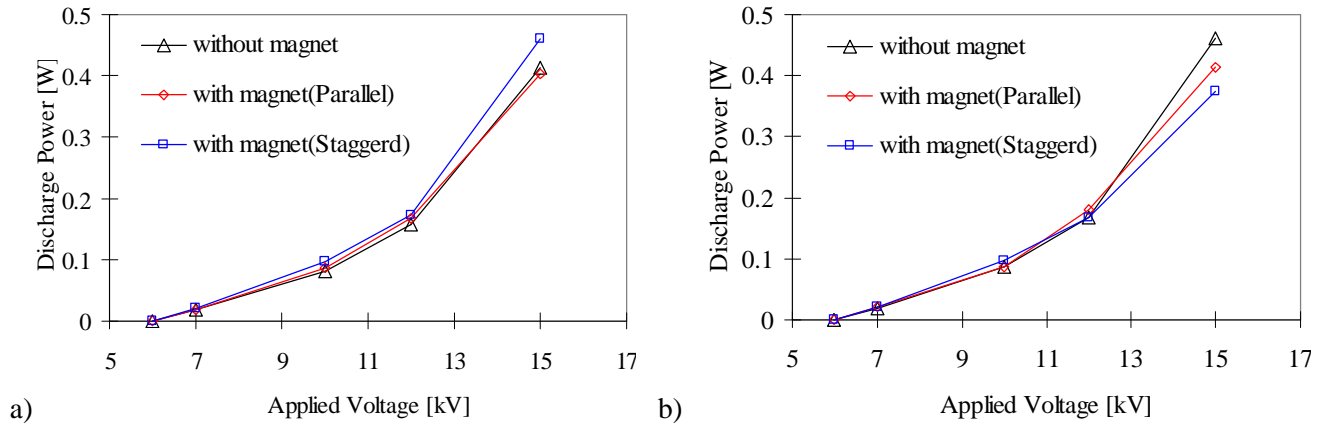 0.5
0.4
0.3
0.2
0.1
0
Discharge Power [W]
without magnet
with magnet(Parallel)
with magnet(Staggerd)
5 7 9 11 13 15 17
Applied Voltage [kV]
a)
0.5
0.4
0.3
0.2
0.1
0
Discharge Power [W
without magnet
with magnet(Parallel)
with magnet(Staggerd)
5 7 9 11 13 15 17
Applied Voltage [kV]
b)